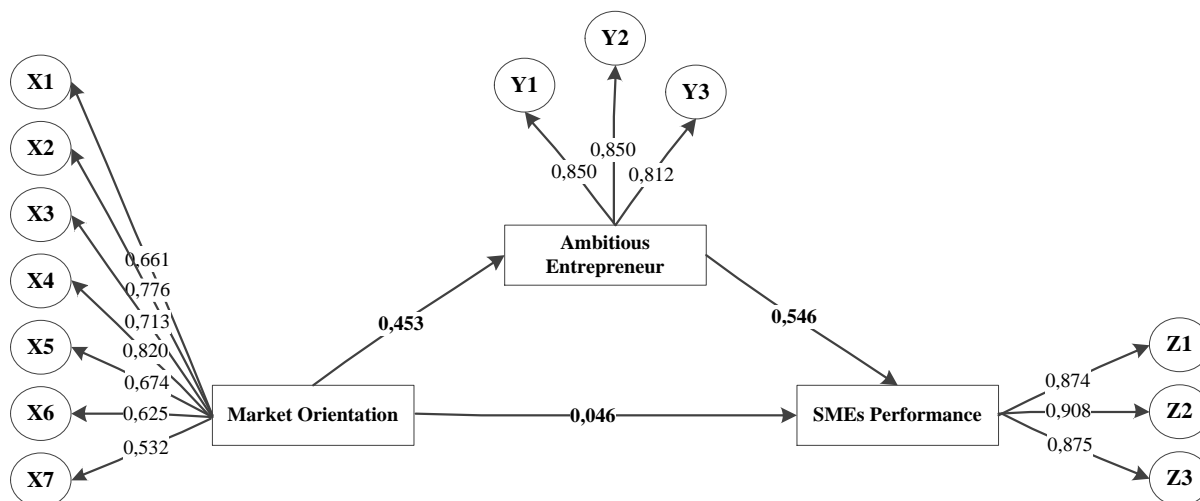 X1
X2
X3
X4
X5
X6
X7
0,661
0,776
0,713
0,820
0,674
0,625
0,532
Market Orientation
0,453
Y1
Y2
Y3
0,850
0,850
0,812
Ambitious
Entrepreneur
0,546
0,046
SMEs Performance
0,874
0,908
0,875
Z1
Z2
Z3